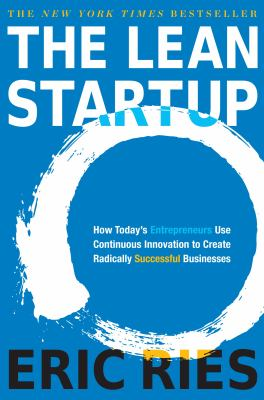 THE NEW YORK TIMES BESTSELLER
THE LEAN
STARTUP
How Today's Entrepreneurs Use
Continuous Innovation to Create
Radically Successful Businesses
ERIC RIES